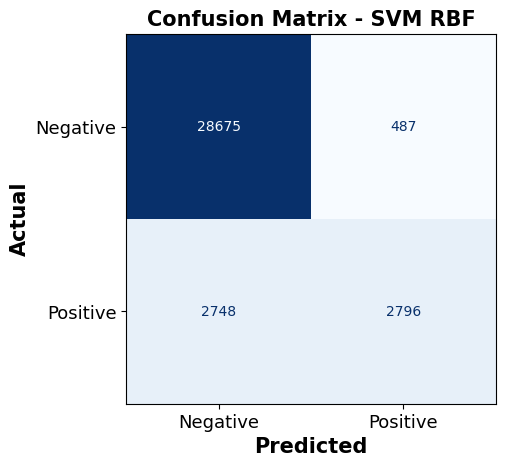 Confusion Matrix - SVM RBF
Actual
Negative
28675
487
Positive
2748
2796
Negative
Positive
Predicted